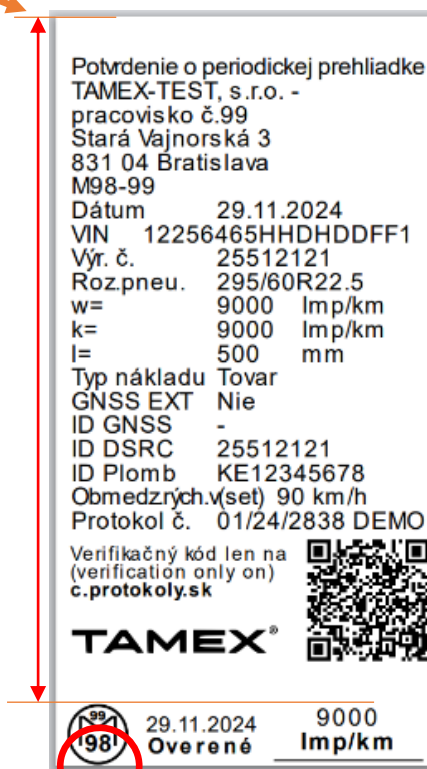 Potvrdenie o periodickej prehliadke
TAMEX-TEST, s.r.o. -
pracovisko č.99
Stará Vajnorská 3
831 04 Bratislava
M98-99
Dátum 29.11.2024
VIN 12256465HHDHDDFF1
Výr. č. 25512121
Roz.pneu. 295/60R22.5
w= 9000 Imp/km
k= 9000 Imp/km
l= 500 mm
Typ nákladu Tovar
GNSS EXT Nie
ID GNSS -
ID DSRC 25512121
ID Plomb KE12345678
Obmedz.rých.v(set) 90 km/h
Protokol č. 01/24/2838 DEMO
Verifikačný kód len na
(verification only on)
c.protokoly.sk
TAMEX®
99
98
29.11.2024 9000
Overené Imp/km